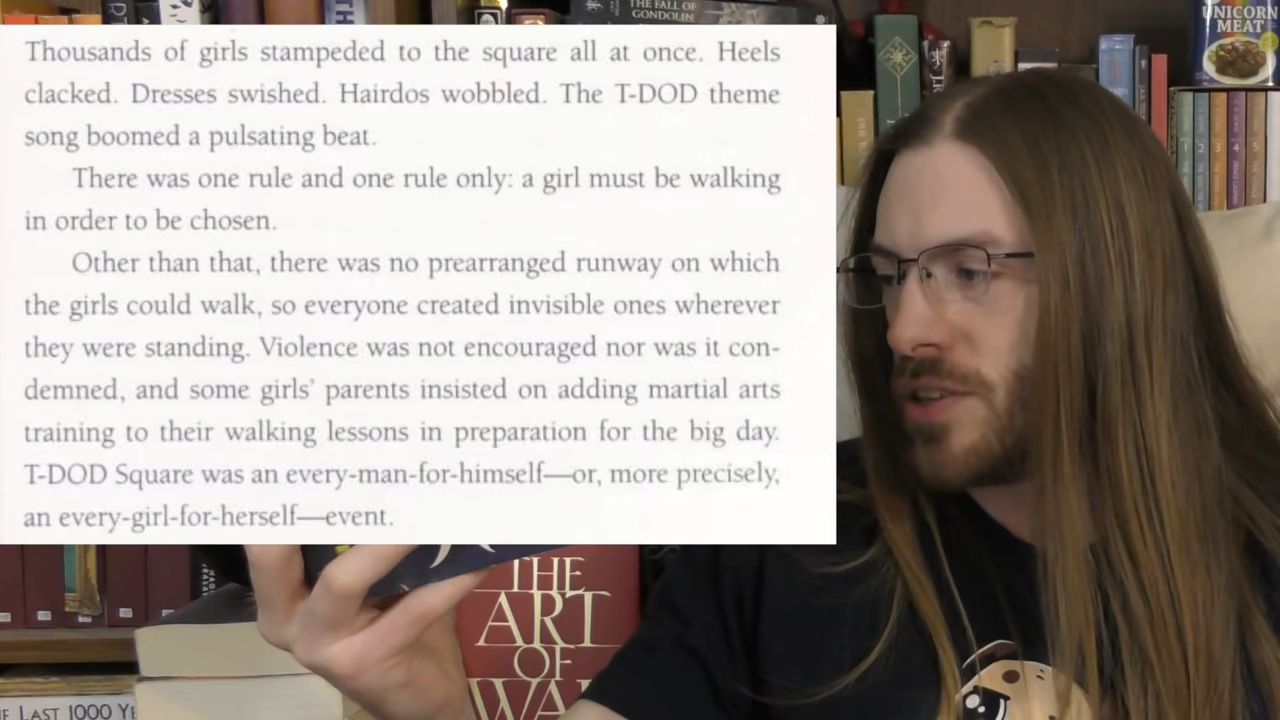 THE FALL OF
GONDOLIN
UNICORN
MEAT
Thousands of girls stampeded to the square all at once. Heels
clacked. Dresses swished. Hairdos wobbled. The T-DOD theme
song boomed a pulsating beat.
There was one rule and one rule only: a girl must be walking
in order to be chosen.
Other than that, there was no prearranged runway on which
the girls could walk, so everyone created invisible ones wherever
they were standing. Violence was not encouraged nor was it con-
demned, and some girls’ parents insisted on adding martial arts
training to their walking lessons in preparation for the big day.
T-DOD Square was an every-man-for-himself—or, more precisely,
an every-girl-for-herself—event.
1 2 3 4 5
THE
ART
OF
WA
LAST 1000 YE